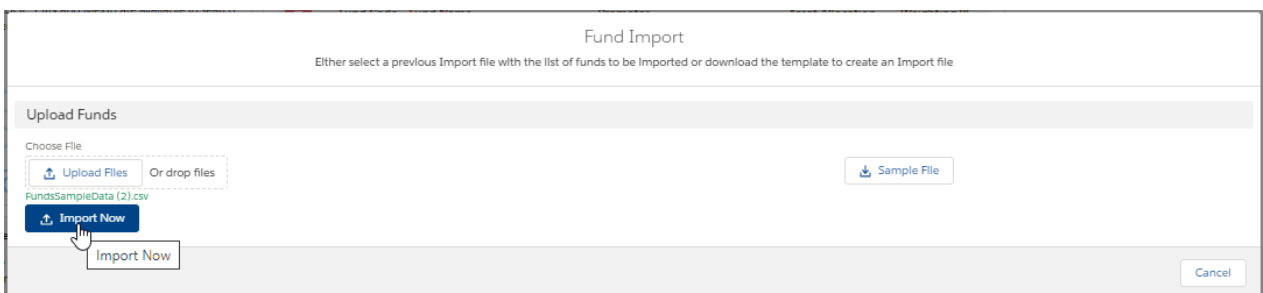 Fund Import
Either select a previous import file with the list of funds to be imported or download the template to create an import file
Upload Funds
Choose File
Upload Files Or drop files
Sample File
FundsSampleData (2).csv
Import Now
Import Now
Cancel